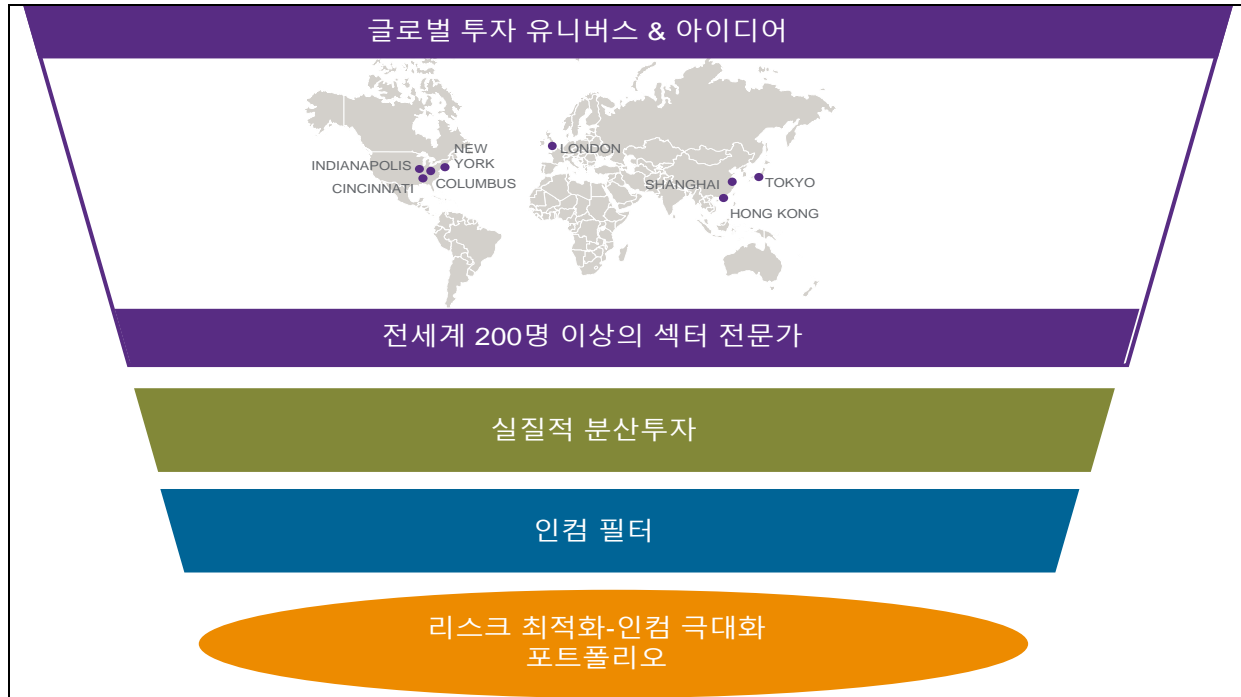 글로벌 투자 유니버스 & 아이디어
NEW
YORK
INDIANAPOLIS
CINCINNATI
COLUMBUS
LONDON
SHANGHAI
TOKYO
HONG KONG
전세계 200명 이상의 섹터 전문가
실질적 분산투자
인컴 필터
리스크 최적화-인컴 극대화
포트폴리오